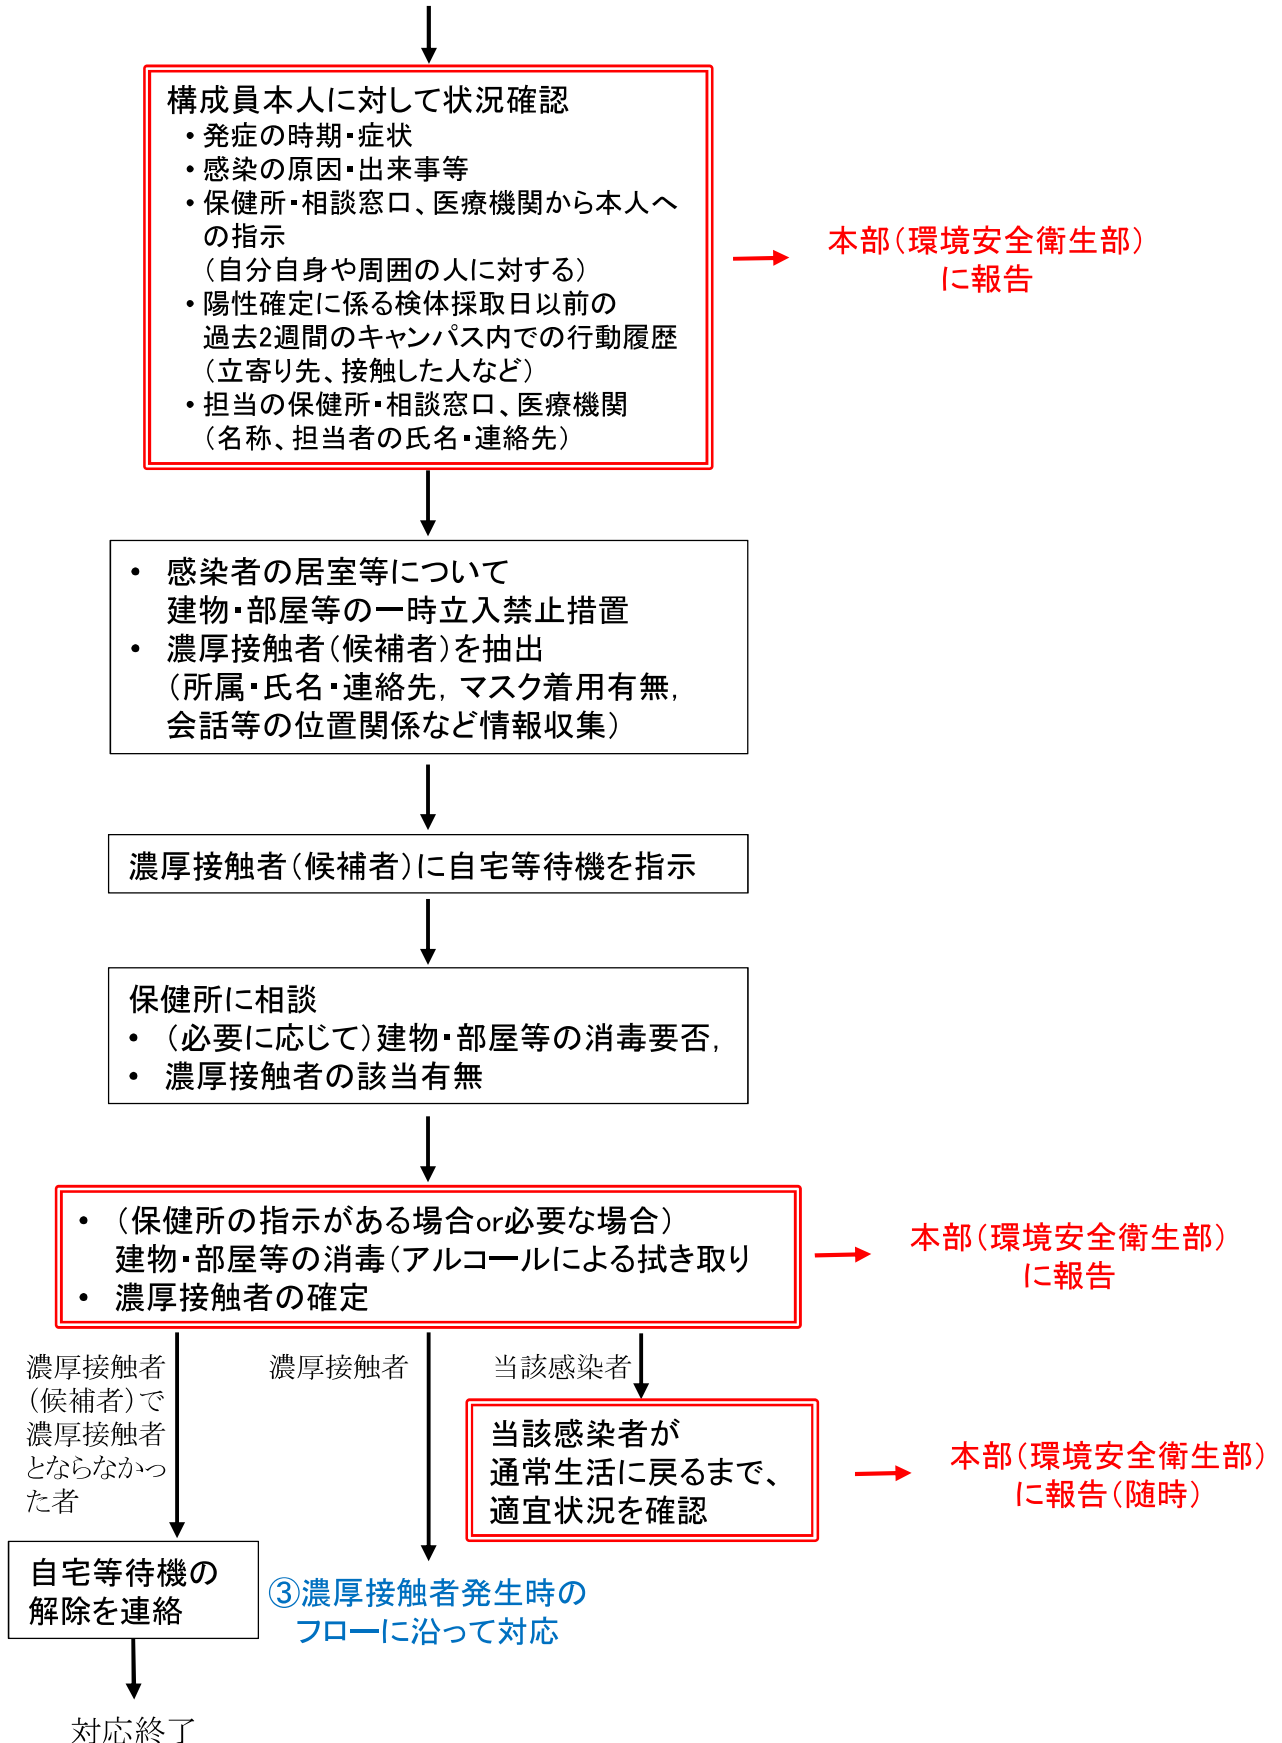 構成員本人に対して状況確認
・発症の時期・症状
・感染の原因・出来事等
・保健所・相談窓口、医療機関から本人へ
の指示
（自分自身や周囲の人に対する）
・陽性確定に係る検体採取日以前の
過去2週間のキャンパス内での行動履歴
（立寄り先、接触した人など）
・担当の保健所・相談窓口、医療機関
（名称、担当者の氏名・連絡先）
本部（環境安全衛生部）
に報告
• 感染者の居室等について
建物・部屋等の一時立入禁止措置
• 濃厚接触者（候補者）を抽出
（所属・氏名・連絡先，マスク着用有無，
会話等の位置関係など情報収集）
濃厚接触者（候補者）に自宅等待機を指示
保健所に相談
• （必要に応じて）建物・部屋等の消毒要否，
• 濃厚接触者の該当有無
• （保健所の指示がある場合or必要な場合）
建物・部屋等の消毒（アルコールによる拭き取り
• 濃厚接触者の確定
本部（環境安全衛生部）
に報告
濃厚接触者
（候補者）で
濃厚接触者
とならなかっ
た者
濃厚接触者
当該感染者
当該感染者が
通常生活に戻るまで、
適宜状況を確認
本部（環境安全衛生部）
に報告（随時）
自宅等待機の
解除を連絡
③濃厚接触者発生時の
フローに沿って対応
対応終了